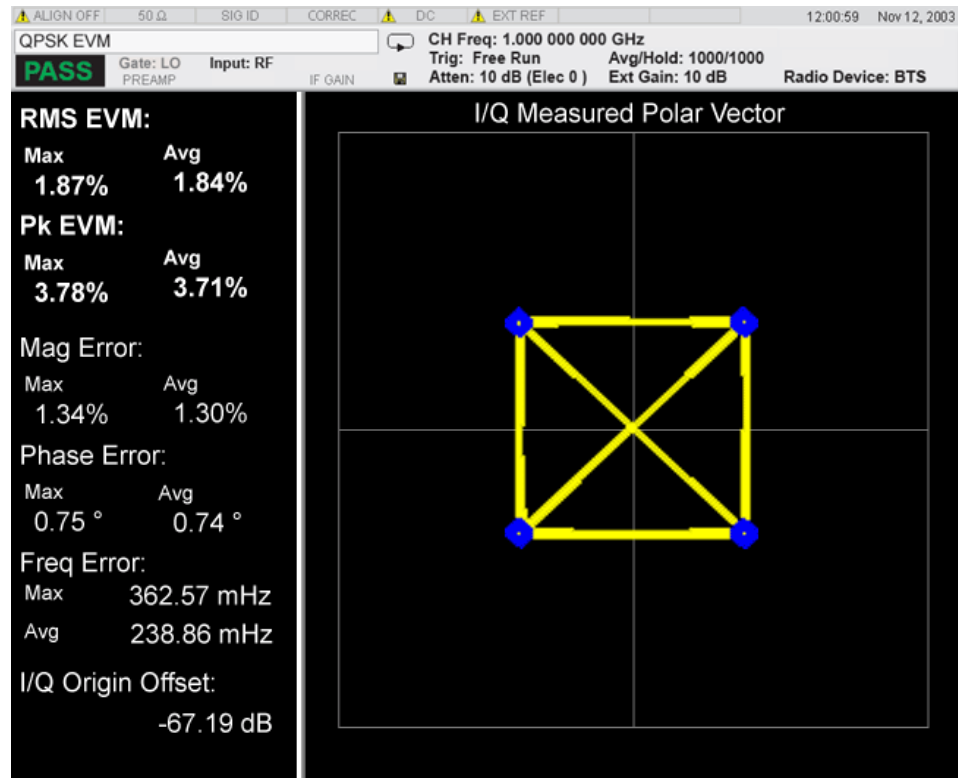 ALIGN OFF 50 Ω SIG ID CORREC DC EXT REF 12:00:59 Nov 12, 2003
QPSK EVM
PASS
Gate: LO Input: RF
PREAMP IF GAIN
CH Freq: 1.000 000 000 GHz
Trig: Free Run Avg/Hold: 1000/1000
Atten: 10 dB (Elec 0 ) Ext Gain: 10 dB Radio Device: BTS
RMS EVM:
Max Avg
1.87% 1.84%
Pk EVM:
Max Avg
3.78% 3.71%
Mag Error:
Max Avg
1.34% 1.30%
Phase Error:
Max Avg
0.75 ° 0.74 °
Freq Error:
Max 362.57 mHz
Avg 238.86 mHz
I/Q Origin Offset:
-67.19 dB
I/Q Measured Polar Vector